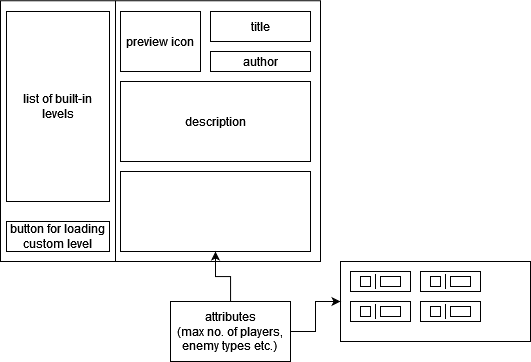 list of built-in
levels
button for loading
custom level
preview icon
title
author
description
attributes
(max no. of players,
enemy types etc.)